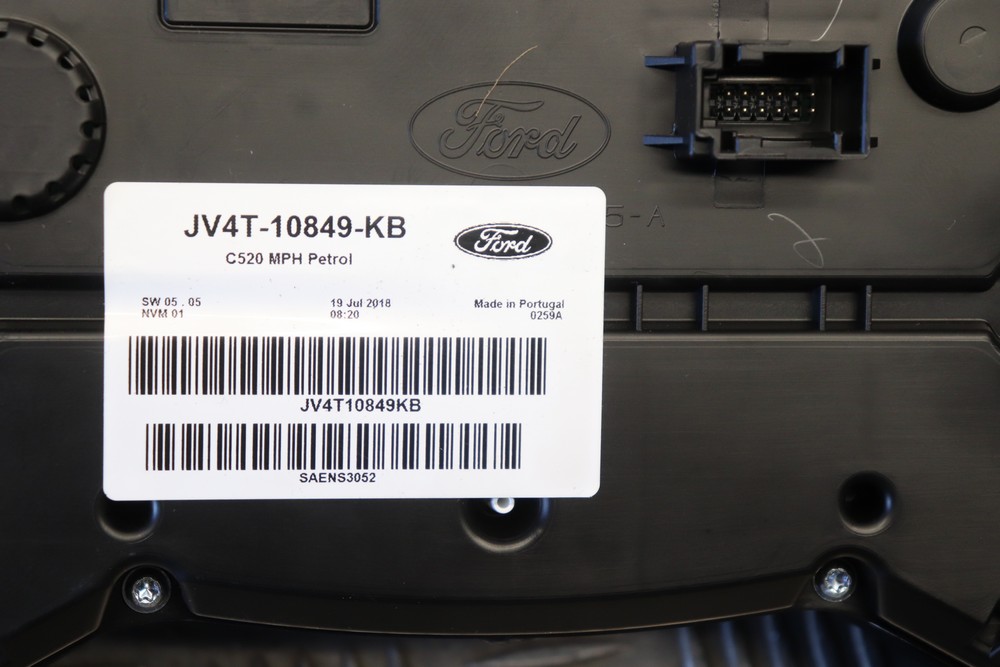 Ford
5-A
JV4T-10849-KB
Ford
C520 MPH Petrol
SW 05 . 05 19 Jul 2018 Made in Portugal
NVM 01 08:20 0259A
JV4T10849KB
SAENS3052